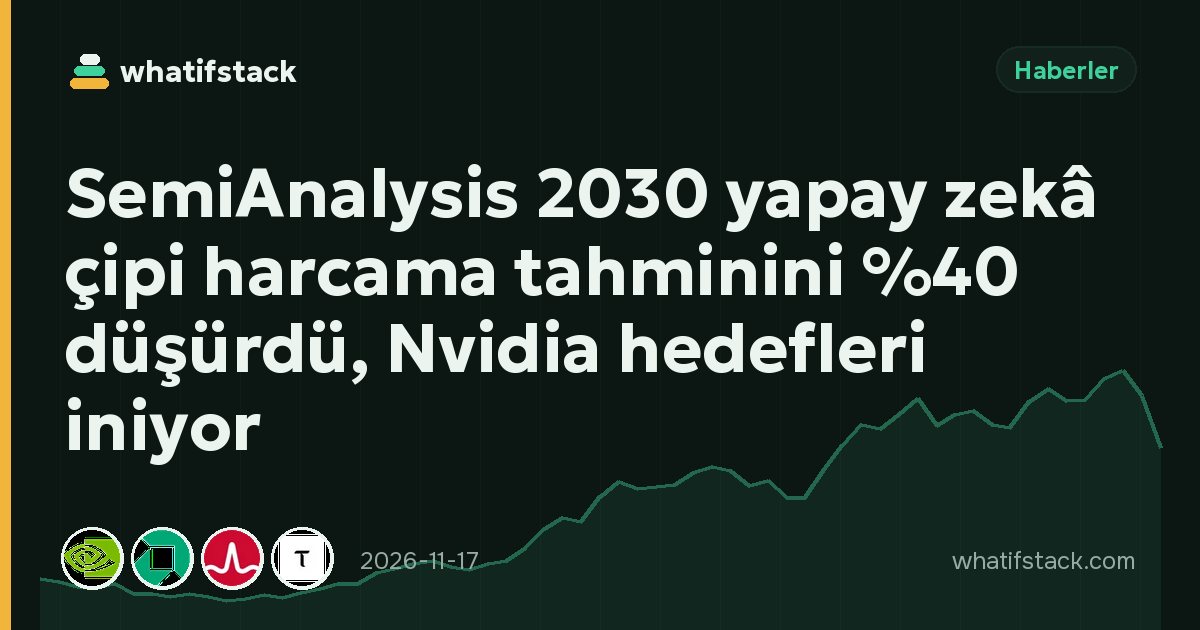 whatifstack
Haberler
SemiAnalysis 2030 yapay zekâ
çipi harcama tahminini %40
düşürdü, Nvidia hedefleri
iniyor
τ
2026-11-17
whatifstack.com